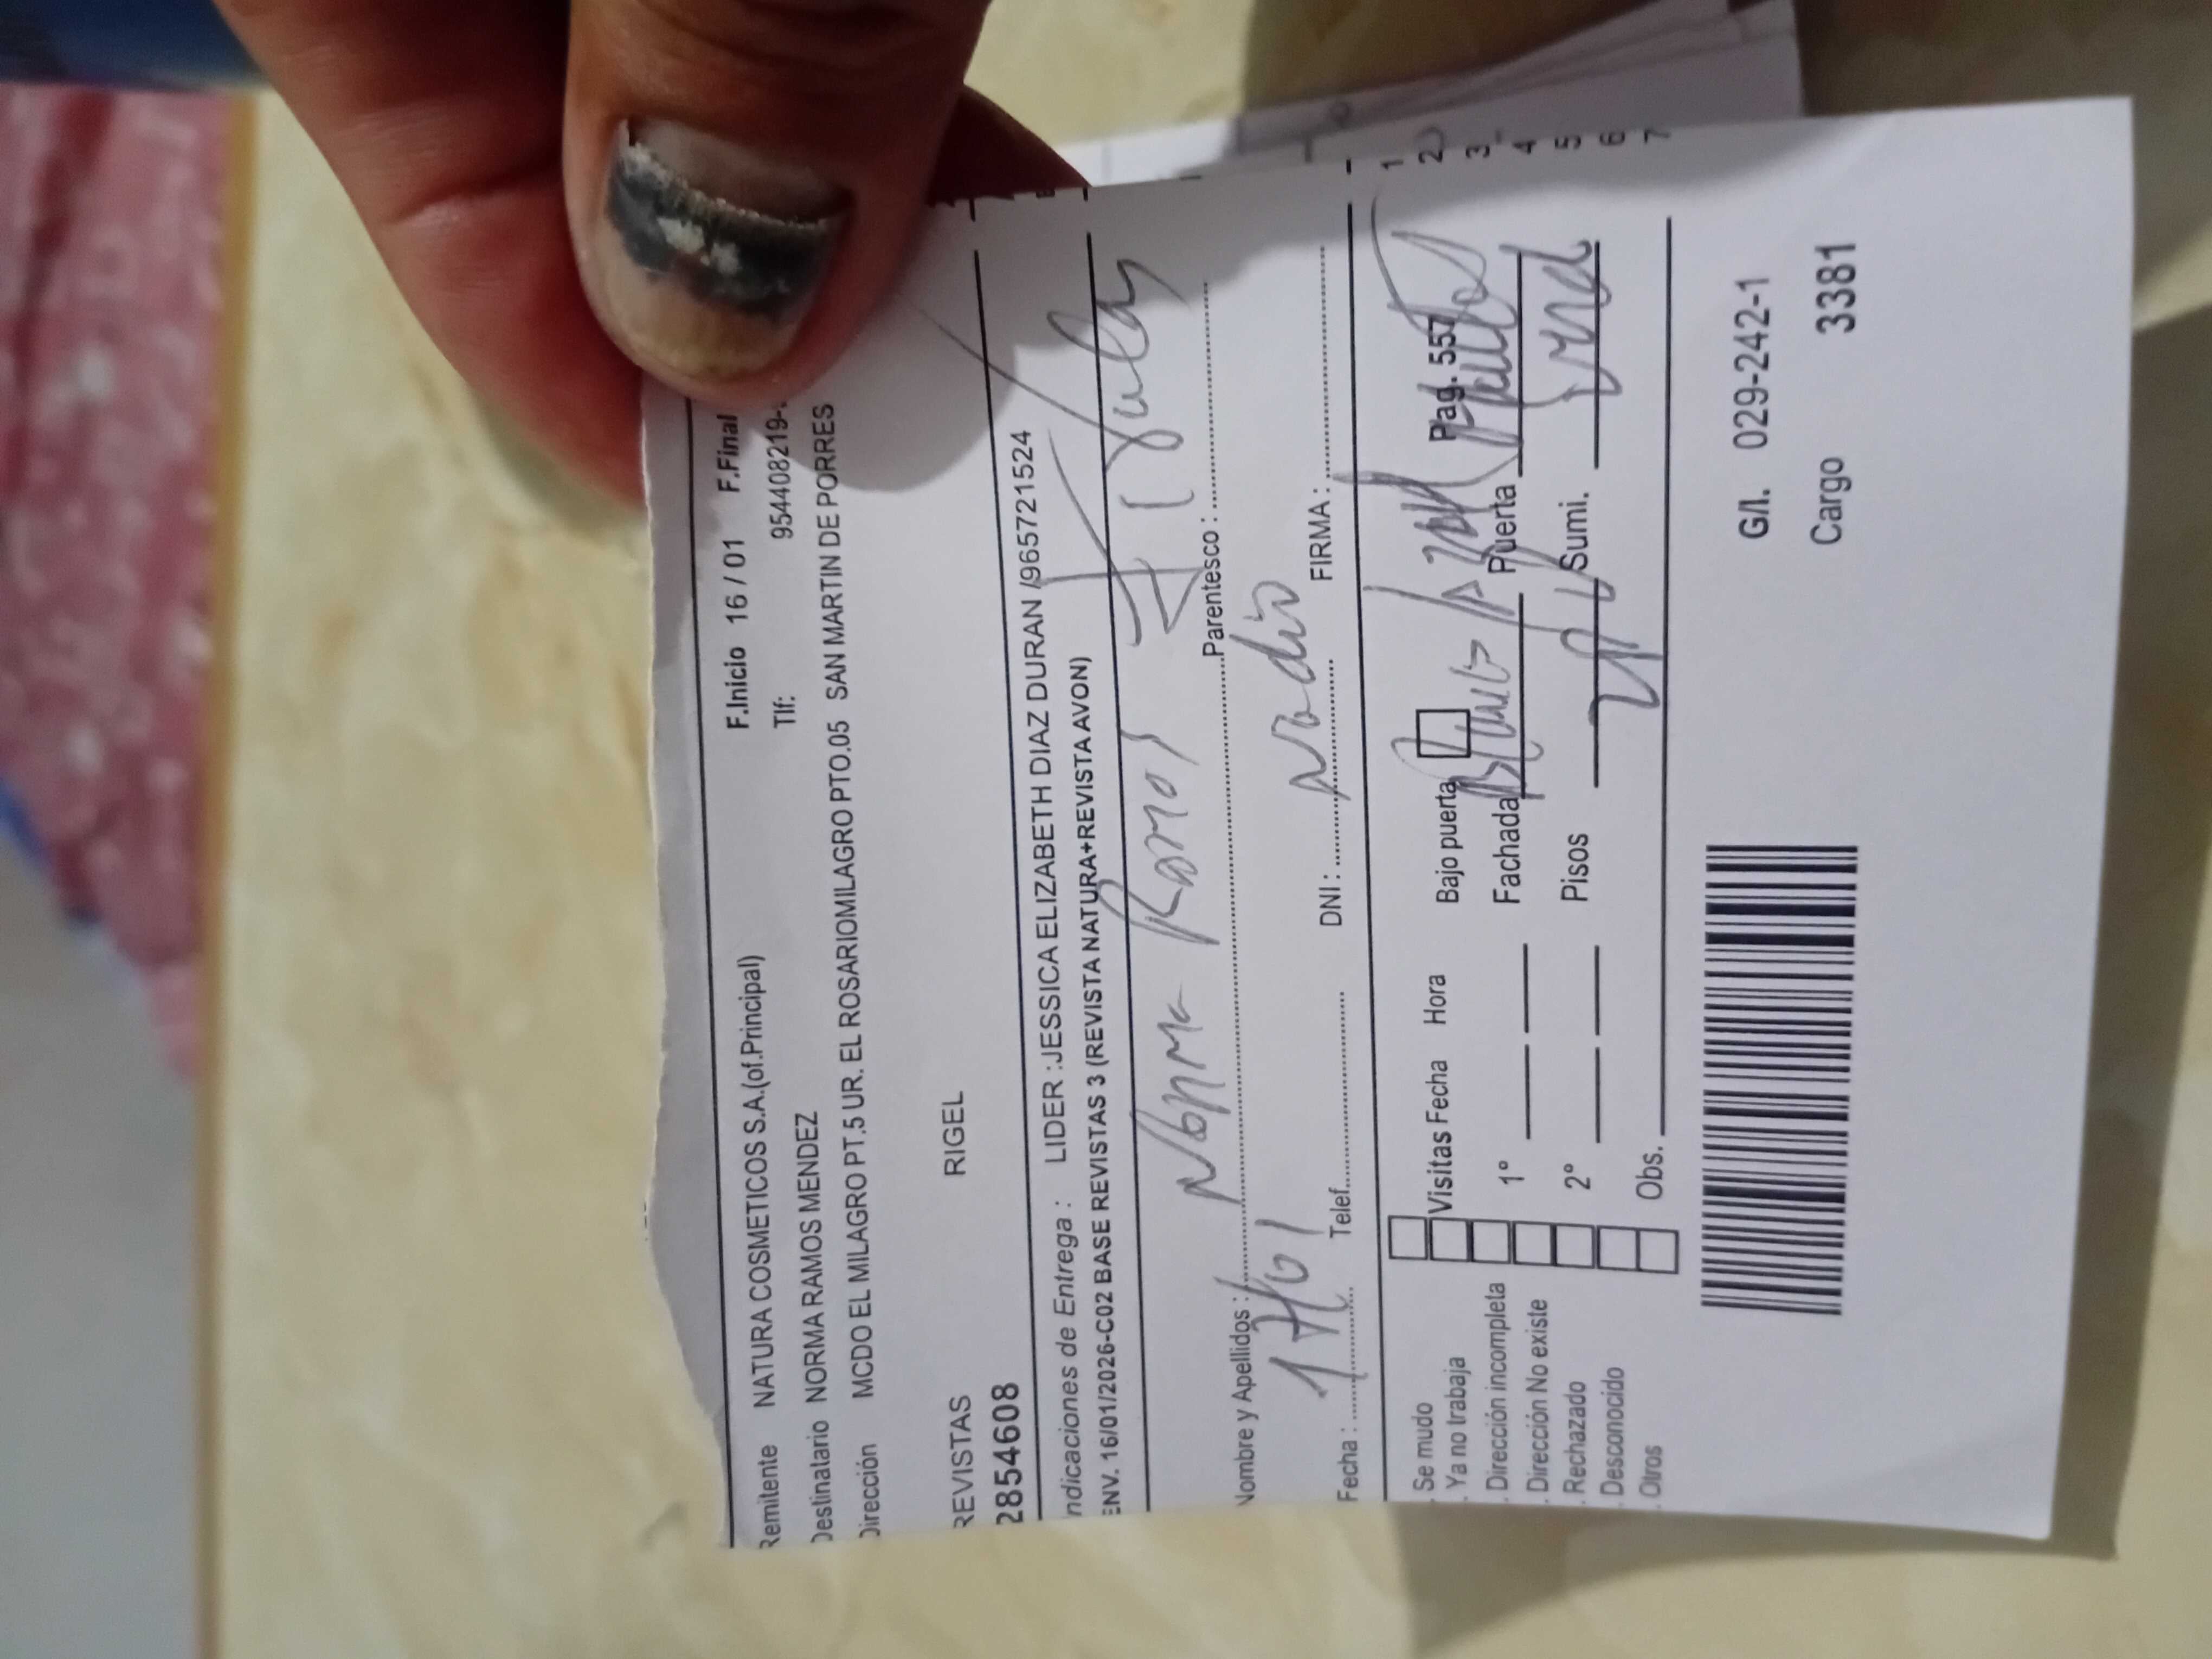 Remitente NATURA COSMETICOS S.A.(of.Principal) F.Inicio 16 / 01 F.Final
Destinatario NORMA RAMOS MENDEZ Tlf: 954408219-
Dirección MCDO EL MILAGRO PT.5 UR. EL ROSARIOMILAGRO PTO.05 SAN MARTIN DE PORRES
REVISTAS RIGEL
2854608
Indicaciones de Entrega : LIDER :JESSICA ELIZABETH DIAZ DURAN /965721524
ENV. 16/01/2026-C02 BASE REVISTAS 3 (REVISTA NATURA+REVISTA AVON)
Nombre y Apellidos : Norma Ramos Parentesco :
Fecha : 17/01 Telef. DNI : FIRMA :
. Se mudo 1
. Ya no trabaja Visitas Fecha Hora Bajo puerta Pag. 557 2
. Dirección incompleta 1º Fachada Puerta 3
. Dirección No existe 4
. Rechazado 2º Pisos Sumi. 5
. Desconocido 6
. Otros Obs. 7
G/l. 029-242-1
Cargo 3381